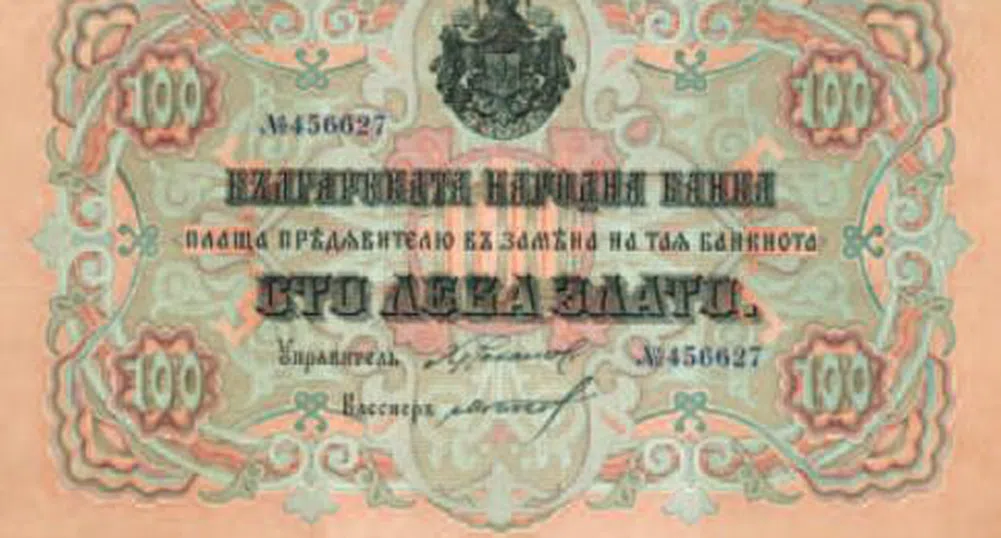 100 100
№456627
БЪЛГАРСКАТА НАРОДНА БАНКА
ПЛАЩА ПРѢДЯВИТЕЛЮ ВЪ ЗАМѢНА НА ТАЯ БАНКНОТА
СТО ЛЕВА ЗЛАТО.
Управитель №456627
Кассиеръ
100 100